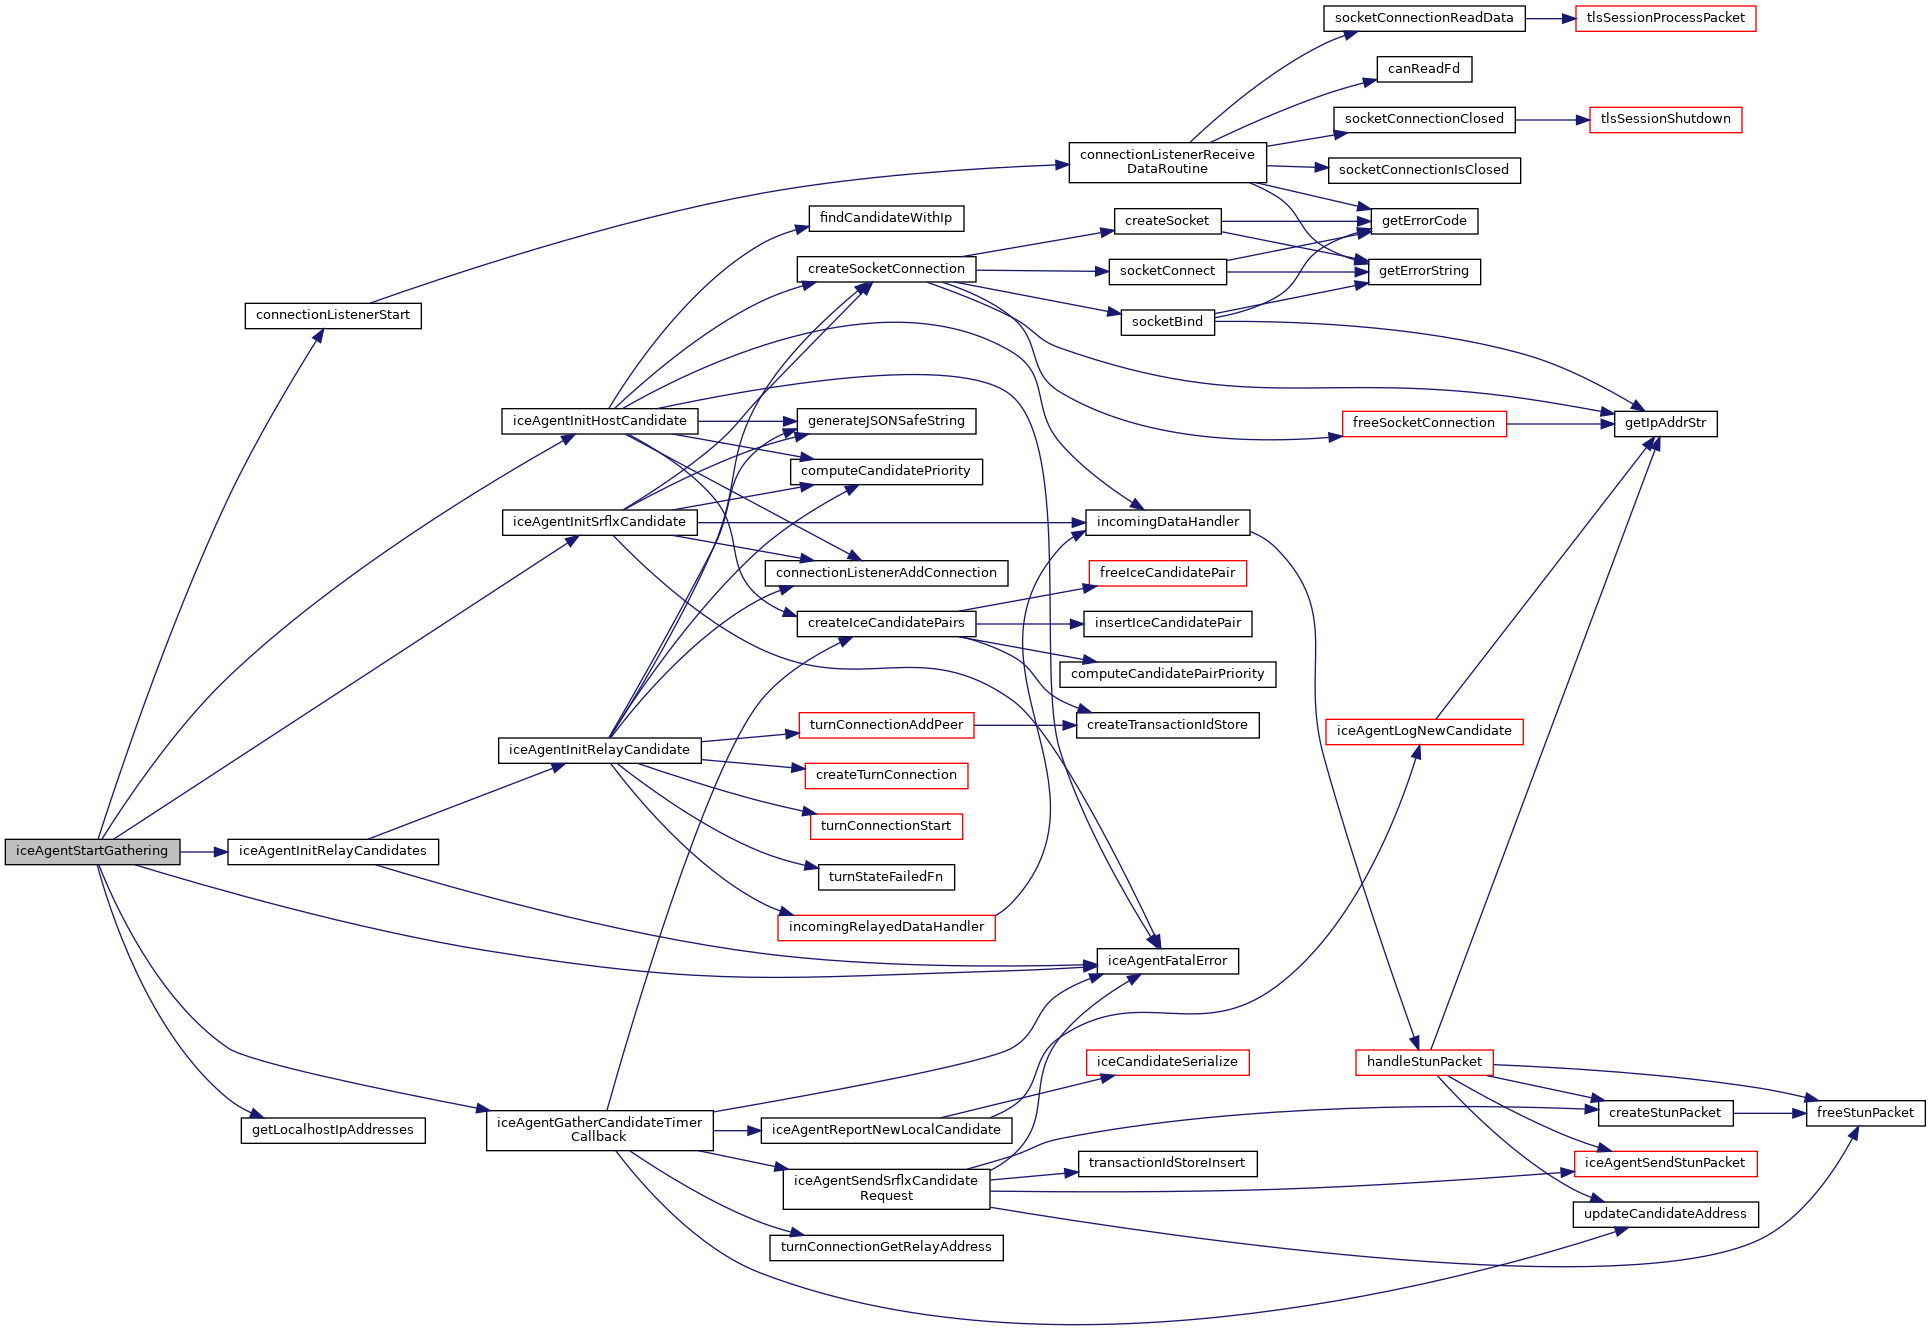 socketConnectionReadData
tlsSessionProcessPacket
canReadFd
socketConnectionClosed
tlsSessionShutdown
connectionListenerReceive
DataRoutine
socketConnectionIsClosed
findCandidateWithIp
createSocket
getErrorCode
createSocketConnection
socketConnect
getErrorString
connectionListenerStart
socketBind
iceAgentInitHostCandidate
generateJSONSafeString
freeSocketConnection
getIpAddrStr
computeCandidatePriority
iceAgentInitSrflxCandidate
incomingDataHandler
connectionListenerAddConnection
freeIceCandidatePair
createIceCandidatePairs
insertIceCandidatePair
computeCandidatePairPriority
turnConnectionAddPeer
createTransactionIdStore
iceAgentLogNewCandidate
iceAgentInitRelayCandidate
createTurnConnection
turnConnectionStart
iceAgentStartGathering
iceAgentInitRelayCandidates
turnStateFailedFn
incomingRelayedDataHandler
iceAgentFatalError
iceCandidateSerialize
handleStunPacket
createStunPacket
freeStunPacket
getLocalhostIpAddresses
iceAgentGatherCandidateTimer
Callback
iceAgentReportNewLocalCandidate
transactionIdStoreInsert
iceAgentSendStunPacket
iceAgentSendSrflxCandidate
Request
updateCandidateAddress
turnConnectionGetRelayAddress